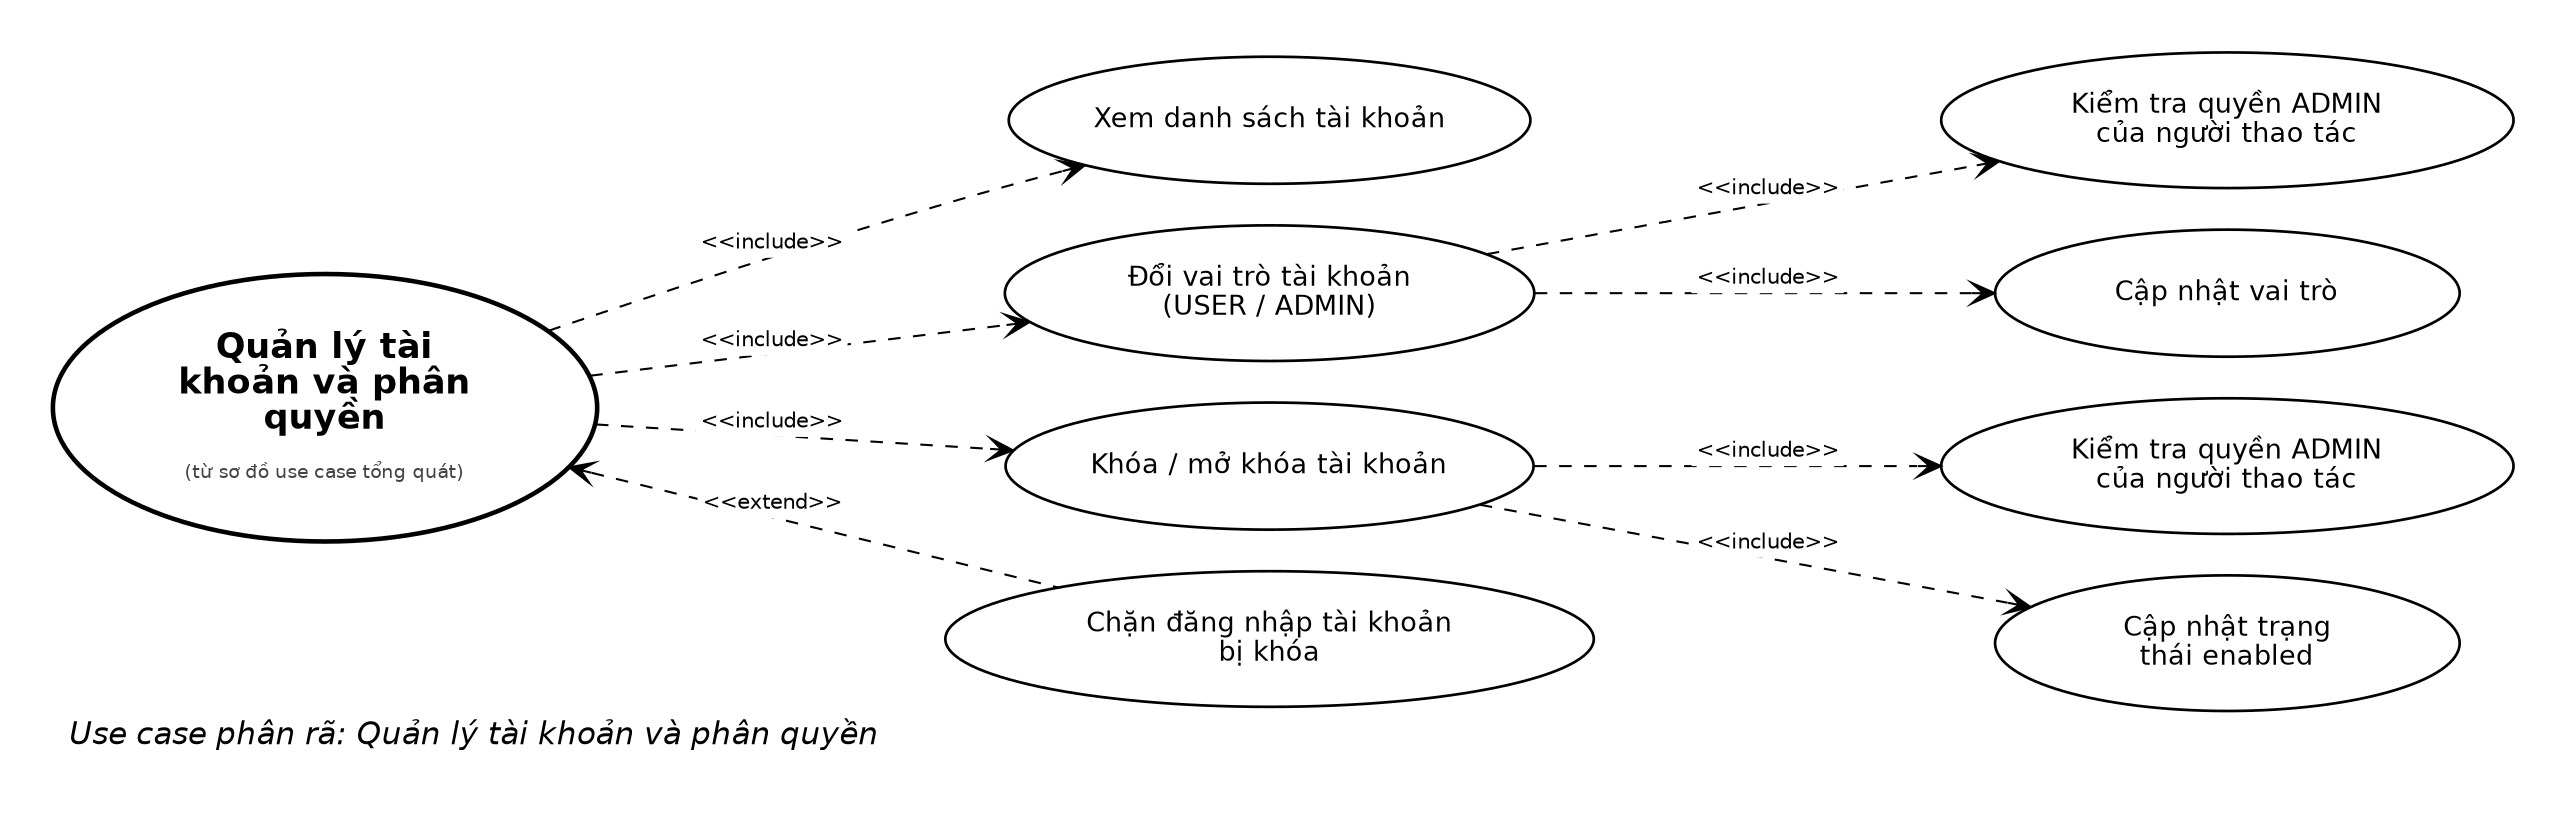 Quản lý tài
khoản và phân
quyền
(từ sơ đồ use case tổng quát)
<<include>>
<<include>>
<<include>>
<<extend>>
Xem danh sách tài khoản
Đổi vai trò tài khoản
(USER / ADMIN)
Khóa / mở khóa tài khoản
Chặn đăng nhập tài khoản
bị khóa
<<include>>
<<include>>
<<include>>
<<include>>
Kiểm tra quyền ADMIN
của người thao tác
Cập nhật vai trò
Kiểm tra quyền ADMIN
của người thao tác
Cập nhật trạng
thái enabled
Use case phân rã: Quản lý tài khoản và phân quyền